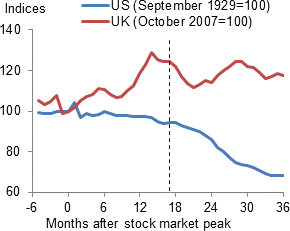 Indices
US (September 1929=100)
UK (October 2007=100)
140
120
100
80
60
-6 0 6 12 18 24 30 36
Months after stock market peak